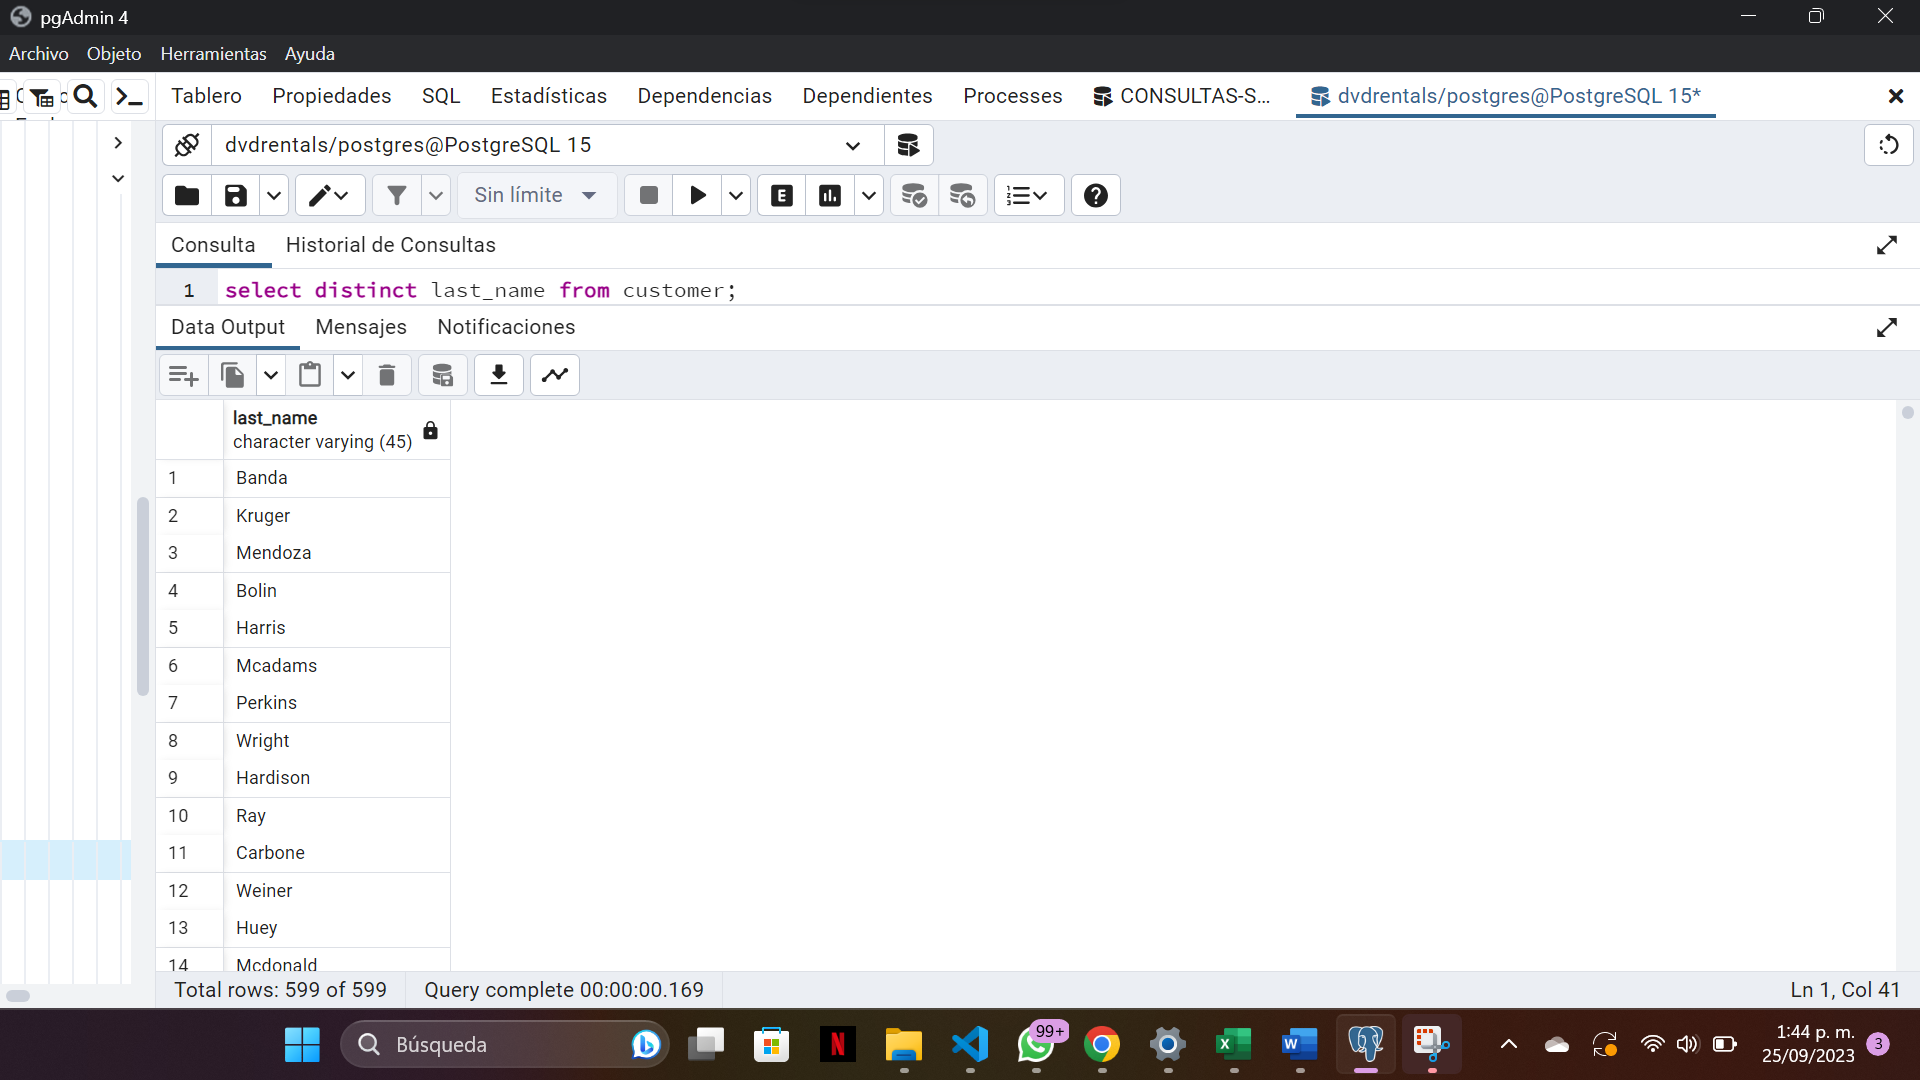 pgAdmin 4
Archivo Objeto Herramientas Ayuda
Tablero Propiedades SQL Estadísticas Dependencias Dependientes Processes CONSULTAS-S... dvdrentals/postgres@PostgreSQL 15*
dvdrentals/postgres@PostgreSQL 15
Sin límite E
Consulta Historial de Consultas
1 select distinct last_name from customer;
Data Output Mensajes Notificaciones
last_name
character varying (45)
1 Banda
2 Kruger
3 Mendoza
4 Bolin
5 Harris
6 Mcadams
7 Perkins
8 Wright
9 Hardison
10 Ray
11 Carbone
12 Weiner
13 Huey
14 Mcdonald
Total rows: 599 of 599 Query complete 00:00:00.169 Ln 1, Col 41
Búsqueda 99+ 1:44 p. m.
25/09/2023 3